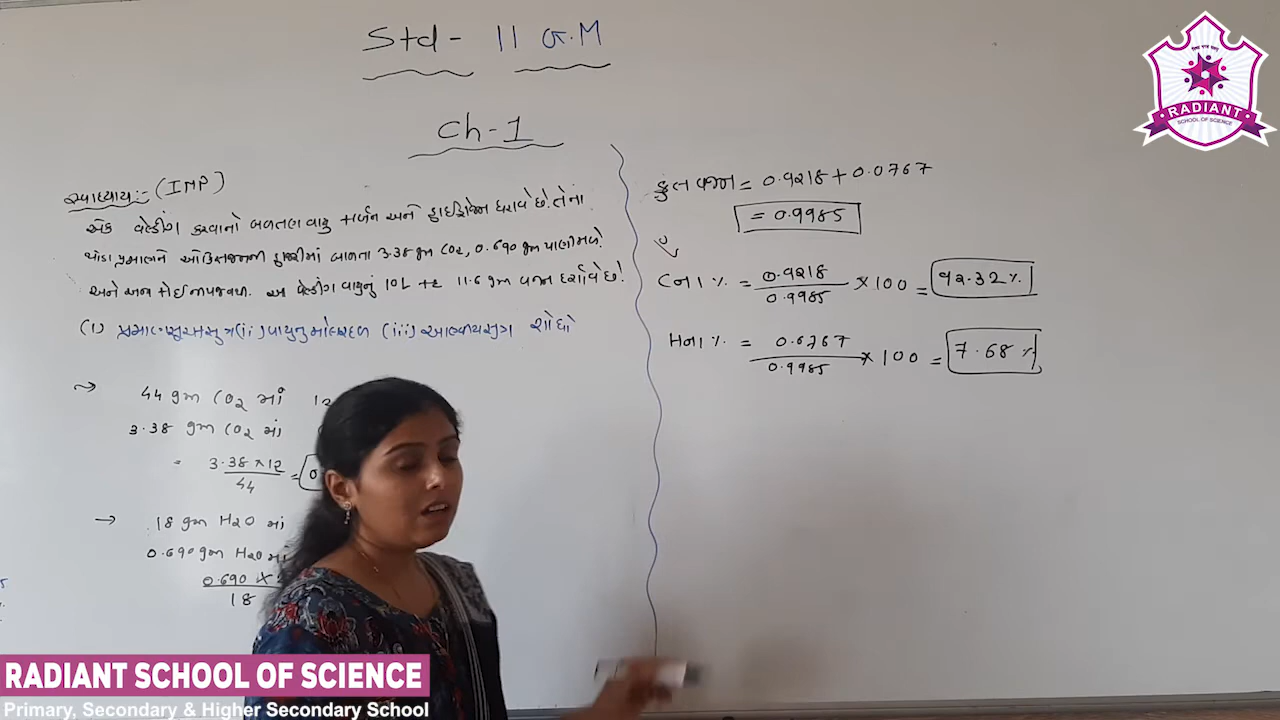 Std - 11 G.M
Ch-1
સ્વાધ્યાય :- (IMP)
એક વેલ્ડીંગ કરવાનો બળતણ વાયુ કાર્બન અને હાઈડ્રોજન ધરાવે છે. તેના
થોડા પ્રમાણને ઓક્સિજનની હાજરીમાં બાળતા 3.38 gm CO2, 0.690 gm પાણી મળે.
અને અન્ય કોઈ નીપજ નથી. આ વેલ્ડીંગ વાયુનું 10L 11.6 gm વજન દર્શાવે છે.
(i) પ્રમાણસૂચક સૂત્ર (ii) વાયુનું મોલરદળ (iii) આણ્વીયસૂત્ર શોધો
→ 44 gm CO2 માં 12
3.38 gm CO2 માં
= 3.38 × 12 / 44 = 0
→ 18 gm H2O માં
0.690 gm H2O માં
0.690 × / 18
કુલ વજન = 0.9218 + 0.0767
= 0.9985
C ના % = 0.9218 / 0.9985 × 100 = 92.32 %
H ના % = 0.0767 / 0.9985 × 100 = 7.68 %
RADIANT
SCHOOL OF SCIENCE
RADIANT SCHOOL OF SCIENCE
Primary, Secondary & Higher Secondary School